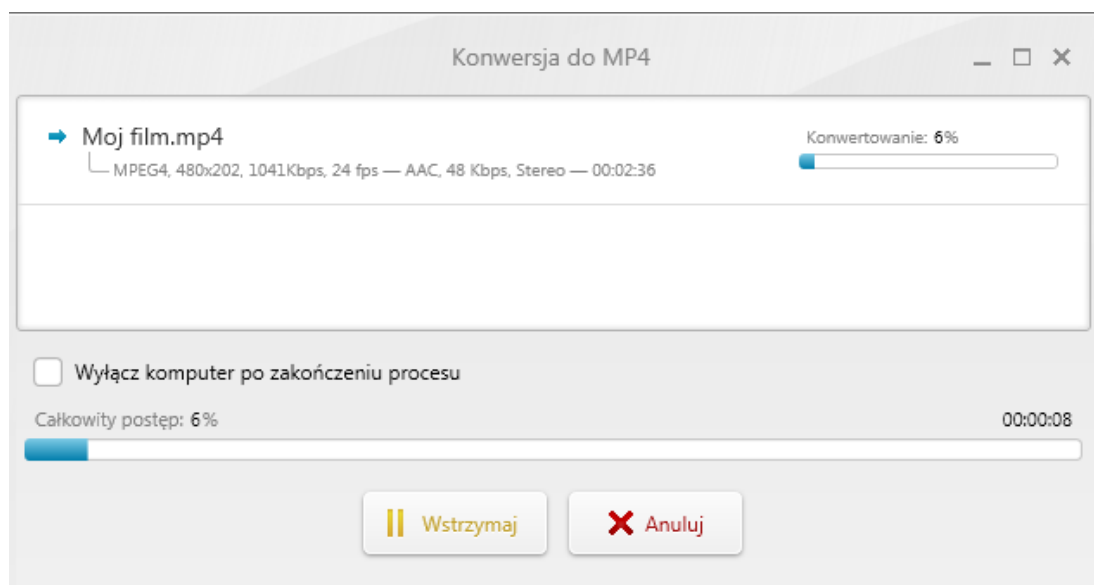 Konwersja do MP4
Moj film.mp4
Konwertowanie: 6%
MPEG4, 480x202, 1041Kbps, 24 fps — AAC, 48 Kbps, Stereo — 00:02:36
Wyłącz komputer po zakończeniu procesu
Całkowity postęp: 6%
00:00:08
Wstrzymaj
Anuluj